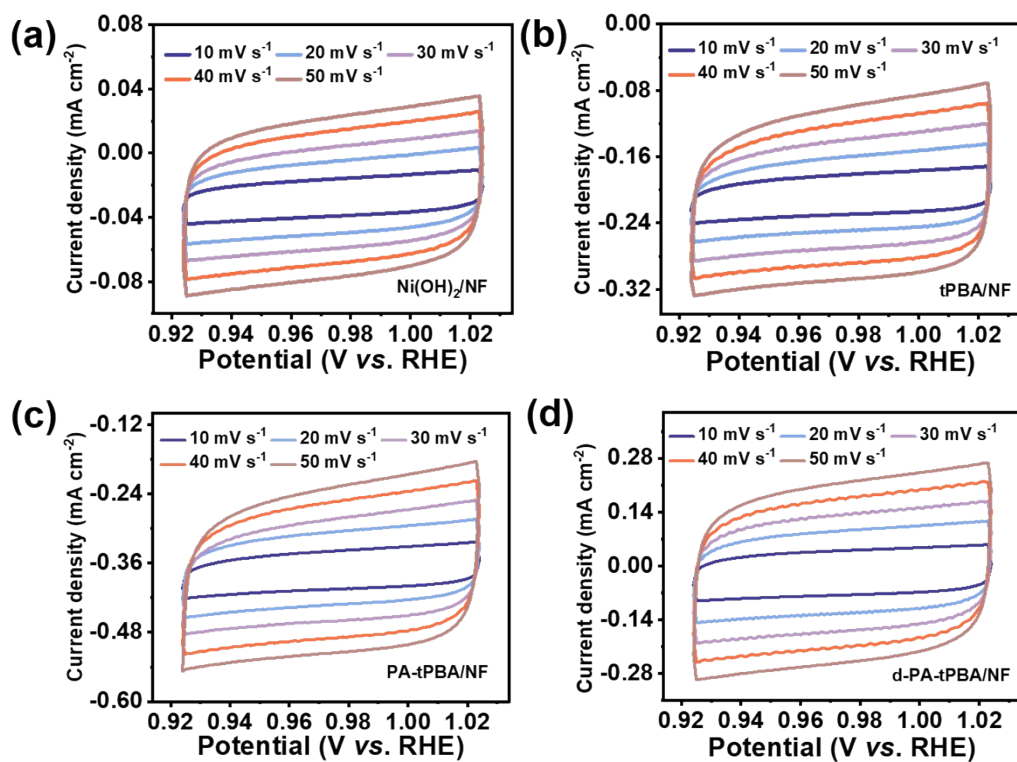 (a)
Current density (mA cm⁻²)
0.08
0.04
0.00
-0.04
-0.08
10 mV s⁻¹ 20 mV s⁻¹ 30 mV s⁻¹
40 mV s⁻¹ 50 mV s⁻¹
Ni(OH)₂/NF
0.92 0.94 0.96 0.98 1.00 1.02
Potential (V vs. RHE)
(b)
Current density (mA cm⁻²)
0.00
-0.08
-0.16
-0.24
-0.32
10 mV s⁻¹ 20 mV s⁻¹ 30 mV s⁻¹
40 mV s⁻¹ 50 mV s⁻¹
tPBA/NF
0.92 0.94 0.96 0.98 1.00 1.02
Potential (V vs. RHE)
(c)
Current density (mA cm⁻²)
-0.12
-0.24
-0.36
-0.48
-0.60
10 mV s⁻¹ 20 mV s⁻¹ 30 mV s⁻¹
40 mV s⁻¹ 50 mV s⁻¹
PA-tPBA/NF
0.92 0.94 0.96 0.98 1.00 1.02
Potential (V vs. RHE)
(d)
Current density (mA cm⁻²)
0.28
0.14
0.00
-0.14
-0.28
10 mV s⁻¹ 20 mV s⁻¹ 30 mV s⁻¹
40 mV s⁻¹ 50 mV s⁻¹
d-PA-tPBA/NF
0.92 0.94 0.96 0.98 1.00 1.02
Potential (V vs. RHE)